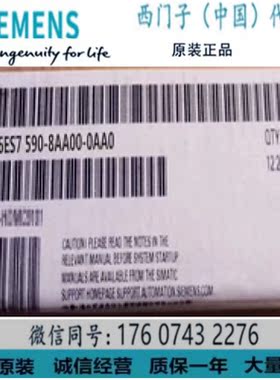 SIEMENS
西门子（中国）代
ingenuity for life
原装正品
6ES7 590-8AA00-0AA0
QTY
CAUTION! PLEASE READ THE NOTES IN THE
RELEVANT MANUAL BEFORE SYSTEM STARTUP
MANUALS ARE AVAILABLE FROM THE SIMATIC
SUPPORT HOMEPAGE SUPPORT.AUTOMATION.SIEMENS.COM
微信同号：176 0743 2276
原装 诚信经营 质保一年 大量